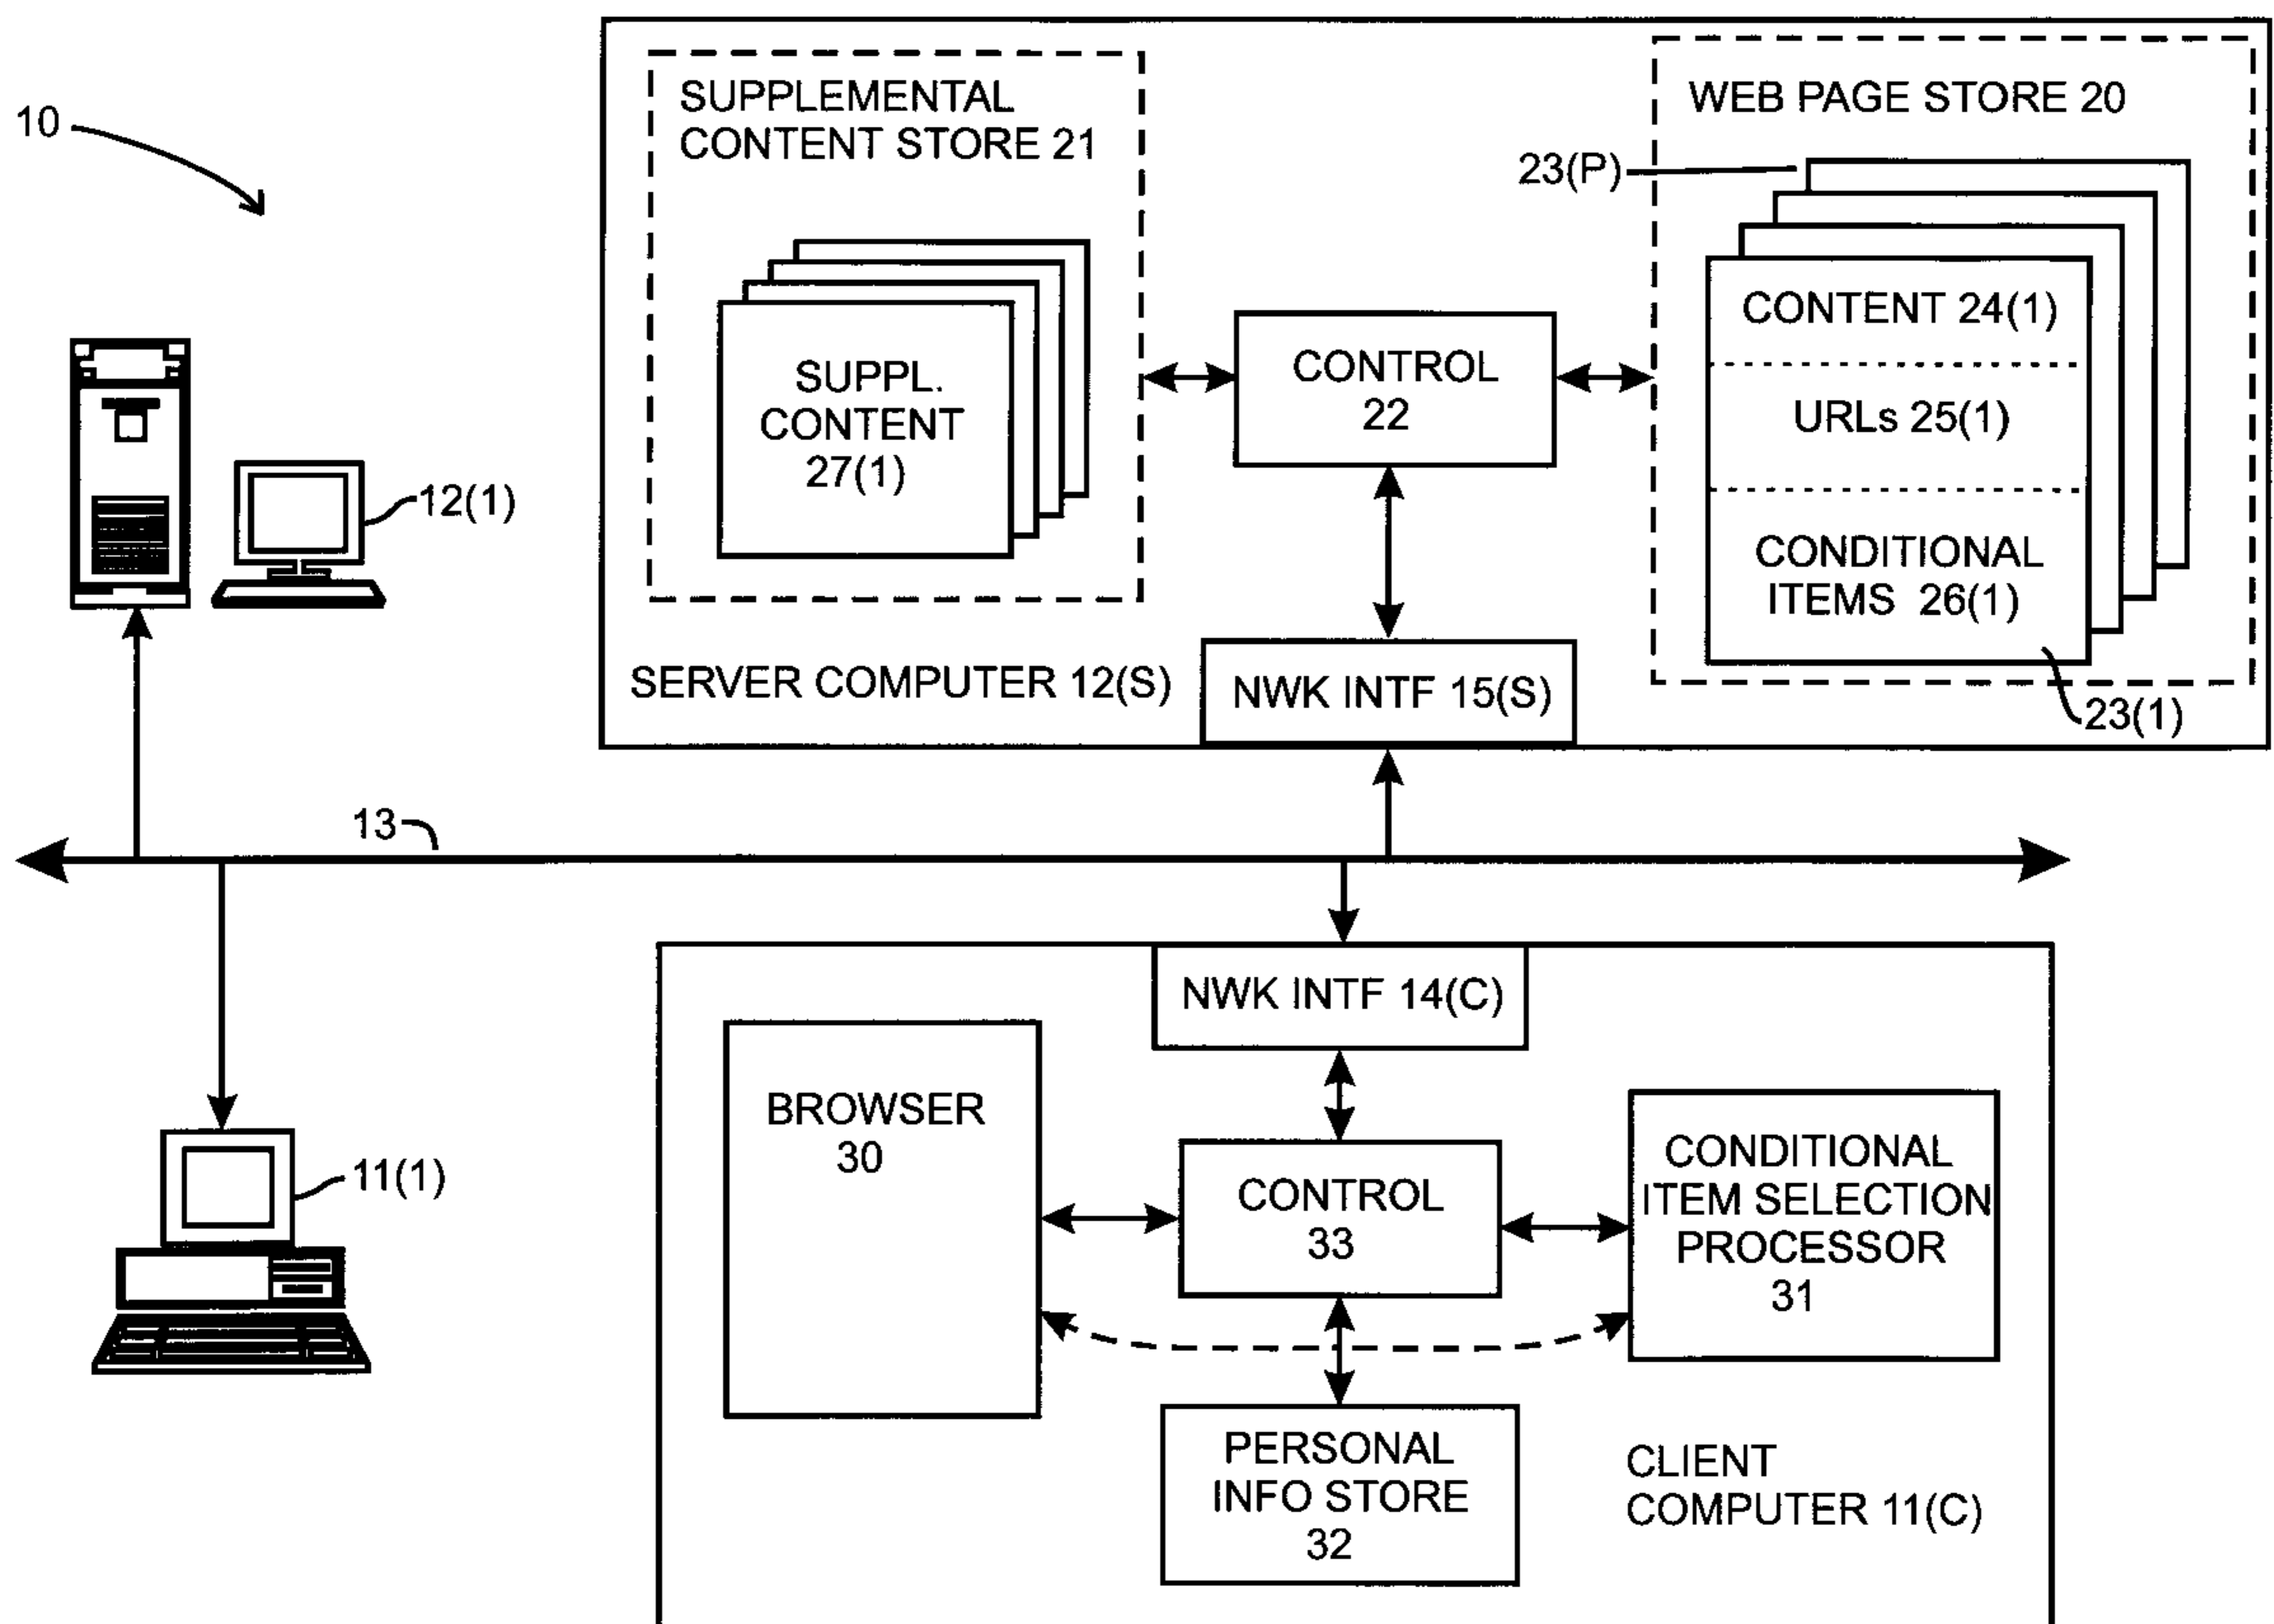 10
SUPPLEMENTAL
CONTENT STORE 21
SUPPL.
CONTENT
27(1)
CONTROL
22
WEB PAGE STORE 20
23(P)
CONTENT 24(1)
URLs 25(1)
CONDITIONAL
ITEMS 26(1)
23(1)
12(1)
SERVER COMPUTER 12(S)
NWK INTF 15(S)
13
NWK INTF 14(C)
BROWSER
30
CONTROL
33
CONDITIONAL
ITEM SELECTION
PROCESSOR
31
11(1)
PERSONAL
INFO STORE
32
CLIENT
COMPUTER 11(C)